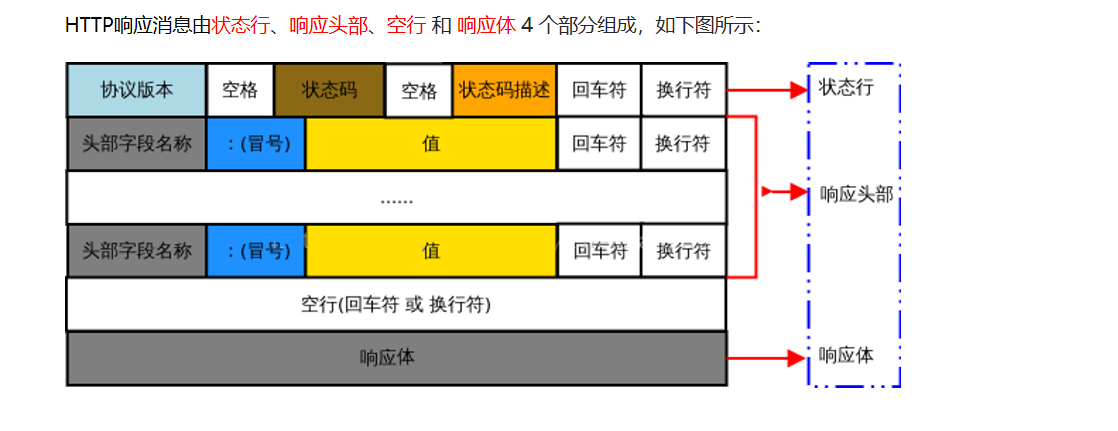 HTTP响应消息由状态行、响应头部、空行 和 响应体 4 个部分组成，如下图所示：
协议版本 空格 状态码 空格 状态码描述 回车符 换行符 状态行
头部字段名称 ：(冒号) 值 回车符 换行符
...... 响应头部
头部字段名称 ：(冒号) 值 回车符 换行符
空行(回车符 或 换行符)
响应体 响应体